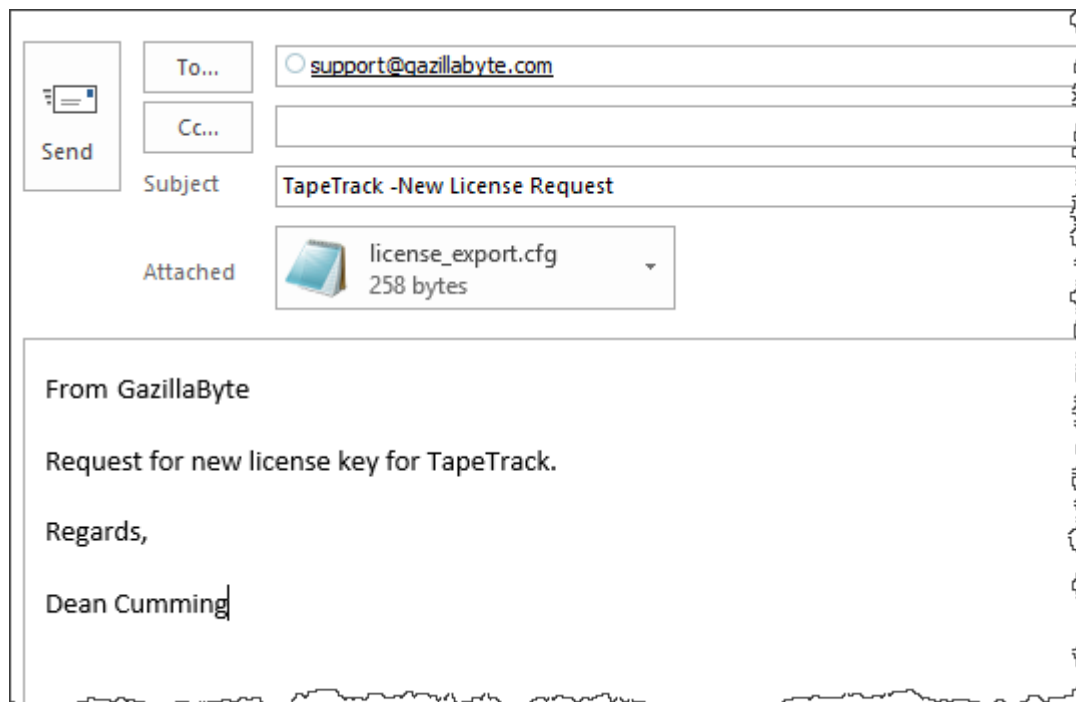 To...
support@gazillabyte.com
Cc...
Send
Subject
TapeTrack -New License Request
Attached
license_export.cfg
258 bytes
From GazillaByte
Request for new license key for TapeTrack.
Regards,
Dean Cumming